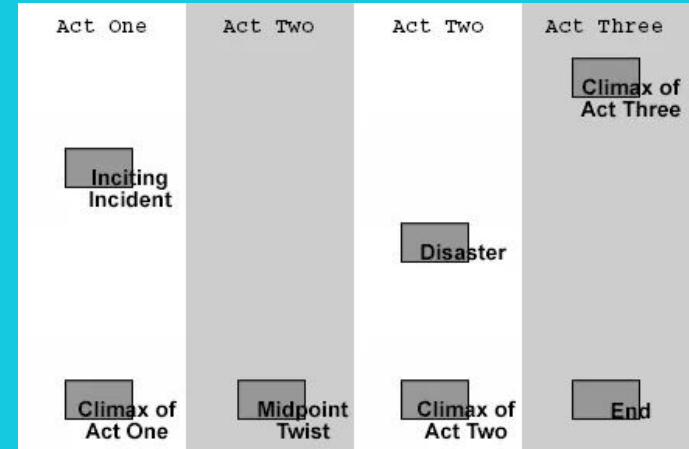 Act One
Act Two
Act Two
Act Three
Climax of
Act Three
Inciting
Incident
Disaster
Climax of
Act One
Midpoint
Twist
Climax of
Act Two
End